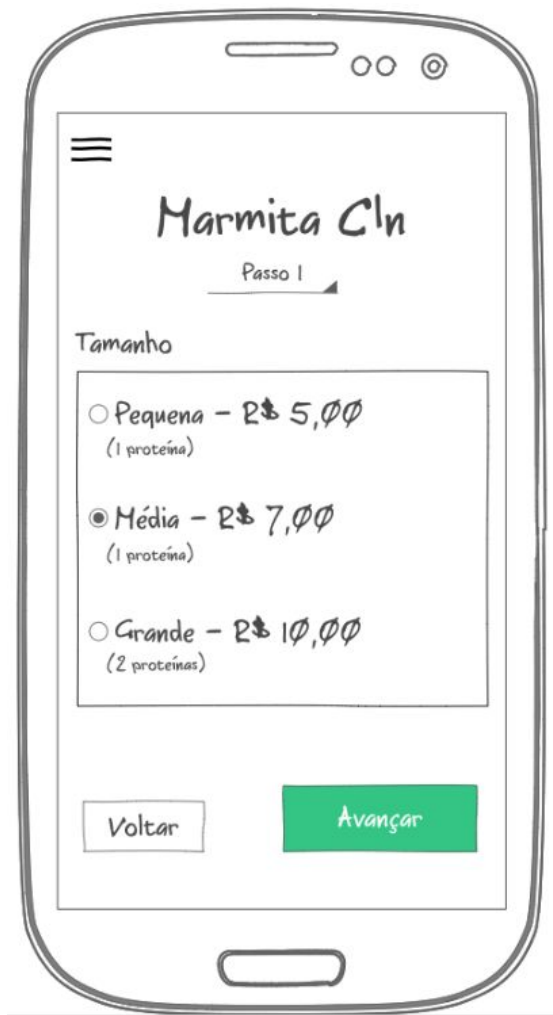 Marmita CIn
Passo 1
Tamanho
Pequena - R$ 5,00
(1 proteína)
Média - R$ 7,00
(1 proteína)
Grande - R$ 10,00
(2 proteínas)
Voltar
Avançar